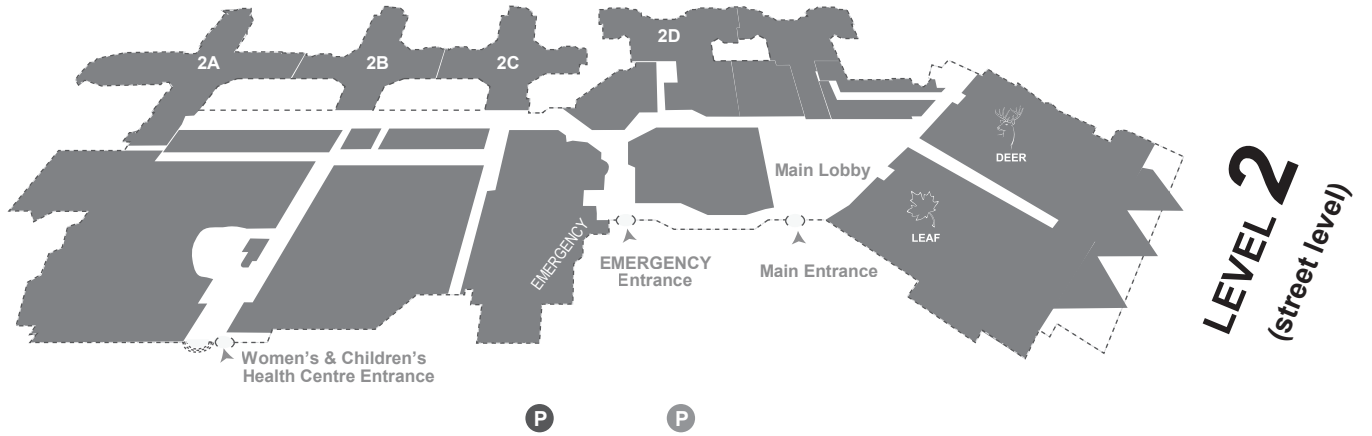 2A
2B
2C
2D
DEER
Main Lobby
LEAF
EMERGENCY
EMERGENCY
Entrance
Main Entrance
Women's & Children's
Health Centre Entrance
P
P
LEVEL 2
(street level)